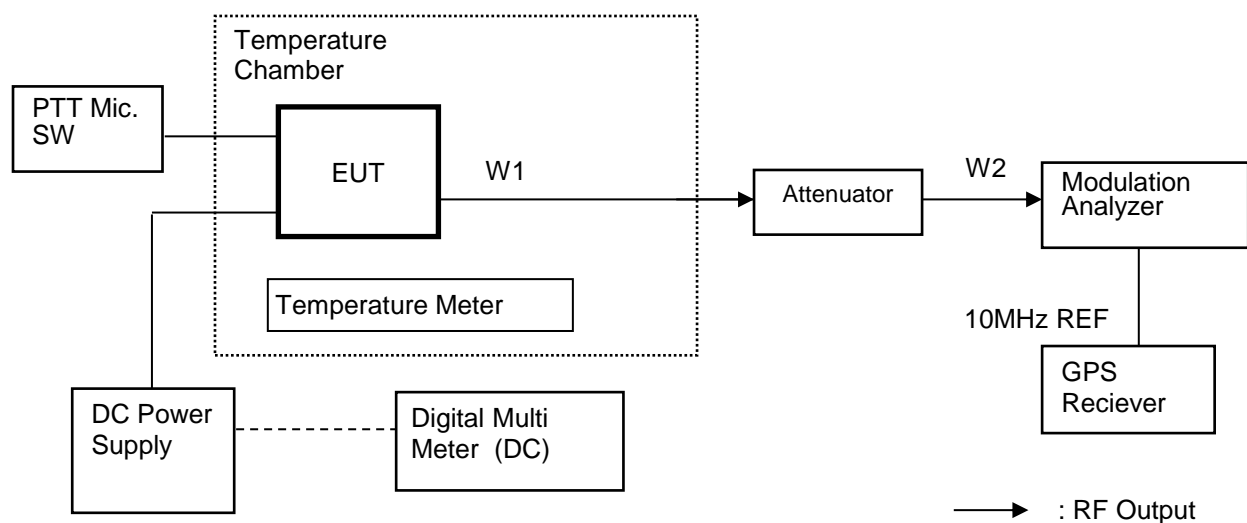 Temperature
Chamber
PTT Mic.
SW
EUT
W1
Attenuator
W2
Modulation
Analyzer
Temperature Meter
10MHz REF
GPS
Reciever
DC Power
Supply
Digital Multi
Meter (DC)
: RF Output